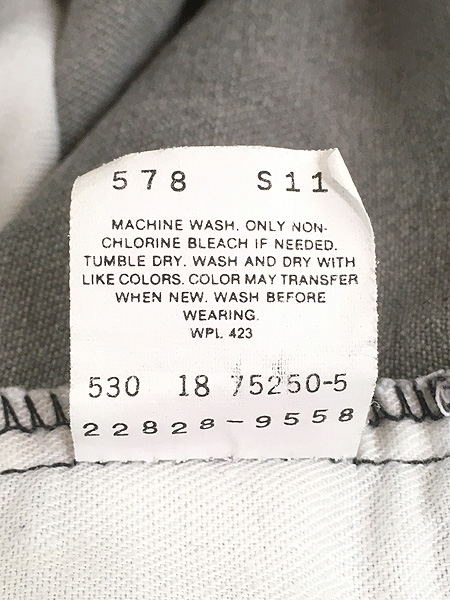 578 S11
MACHINE WASH. ONLY NON-
CHLORINE BLEACH IF NEEDED.
TUMBLE DRY. WASH AND DRY WITH
LIKE COLORS. COLOR MAY TRANSFER
WHEN NEW. WASH BEFORE
WEARING.
WPL 423
530 18 75250-5
22828-9558